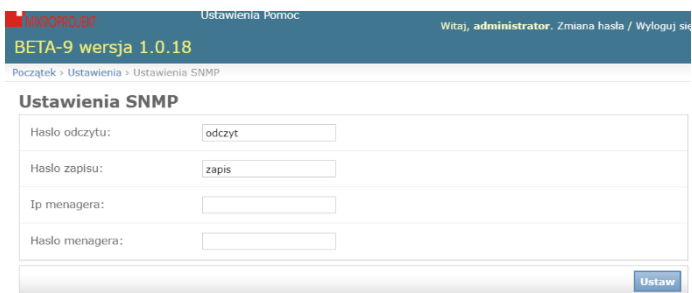 MIKROPROJEKT
Ustawienia Pomoc
Witaj, administrator. Zmiana hasła / Wyloguj się
BETA-9 wersja 1.0.18
Początek › Ustawienia › Ustawienia SNMP
Ustawienia SNMP
Haslo odczytu: odczyt
Haslo zapisu: zapis
Ip menagera:
Haslo menagera:
Ustaw